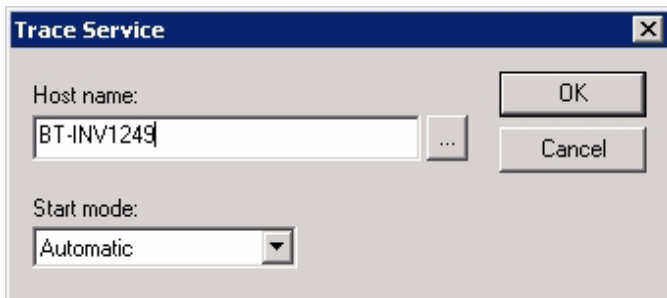 Trace Service
Host name:
OK
BT-INV1249
...
Cancel
Start mode:
Automatic